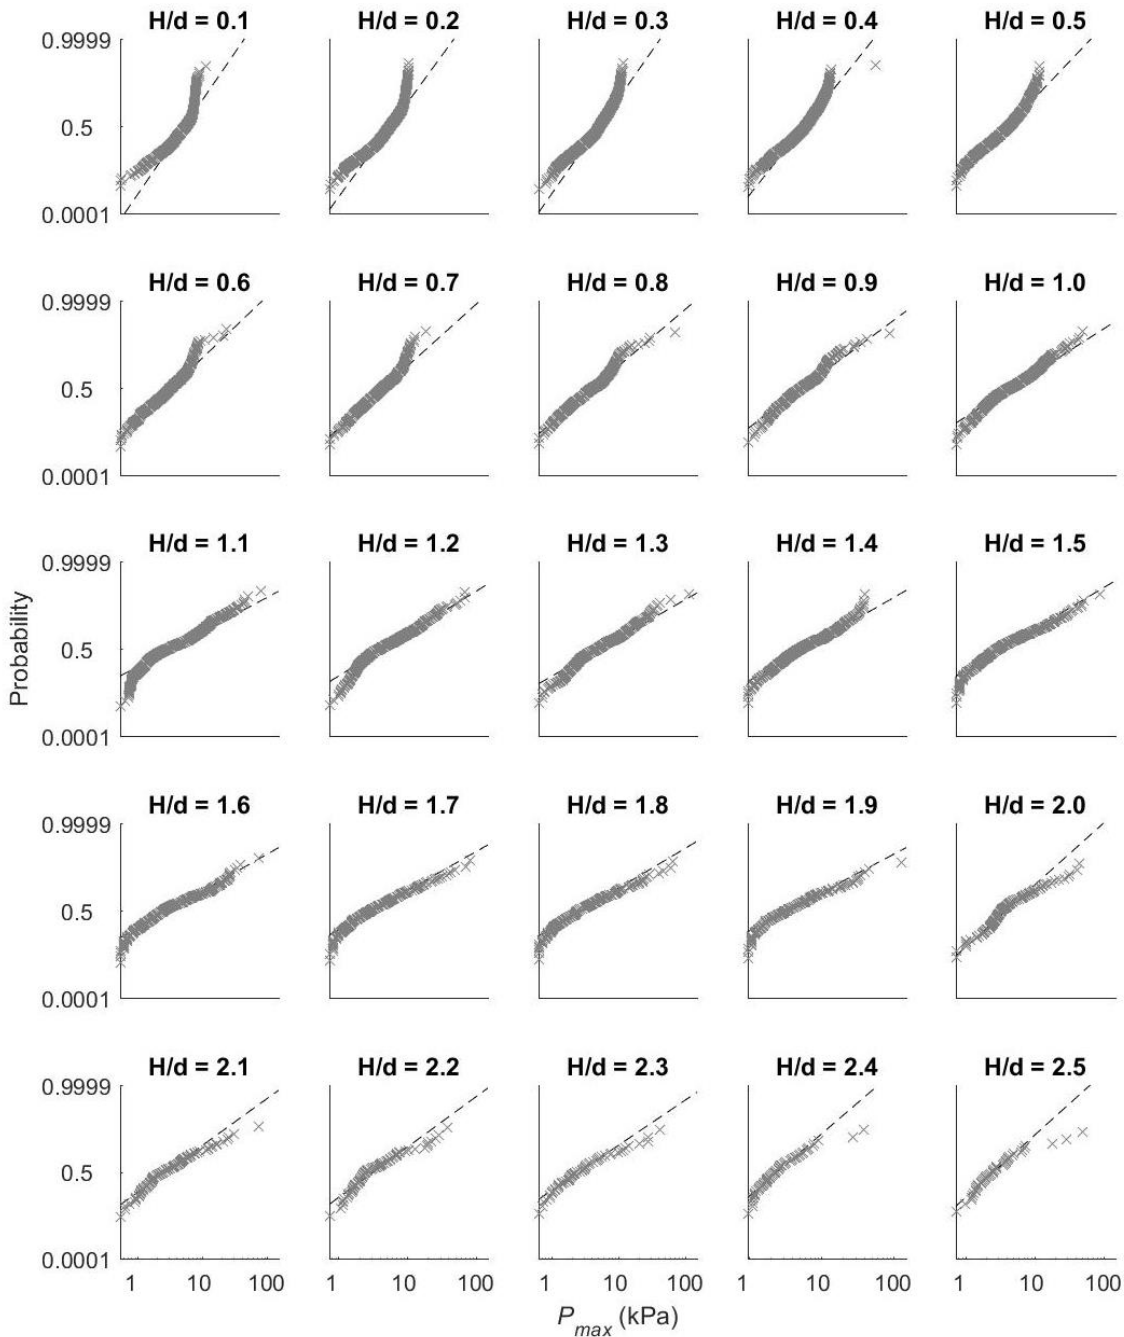 H/d = 0.1 H/d = 0.2 H/d = 0.3 H/d = 0.4 H/d = 0.5
0.9999
0.5
0.0001
H/d = 0.6 H/d = 0.7 H/d = 0.8 H/d = 0.9 H/d = 1.0
0.9999
0.5
0.0001
H/d = 1.1 H/d = 1.2 H/d = 1.3 H/d = 1.4 H/d = 1.5
0.9999
0.5
0.0001
Probability
H/d = 1.6 H/d = 1.7 H/d = 1.8 H/d = 1.9 H/d = 2.0
0.9999
0.5
0.0001
H/d = 2.1 H/d = 2.2 H/d = 2.3 H/d = 2.4 H/d = 2.5
0.9999
0.5
0.0001
1 10 100 1 10 100 1 10 100 1 10 100 1 10 100
Pmax (kPa)